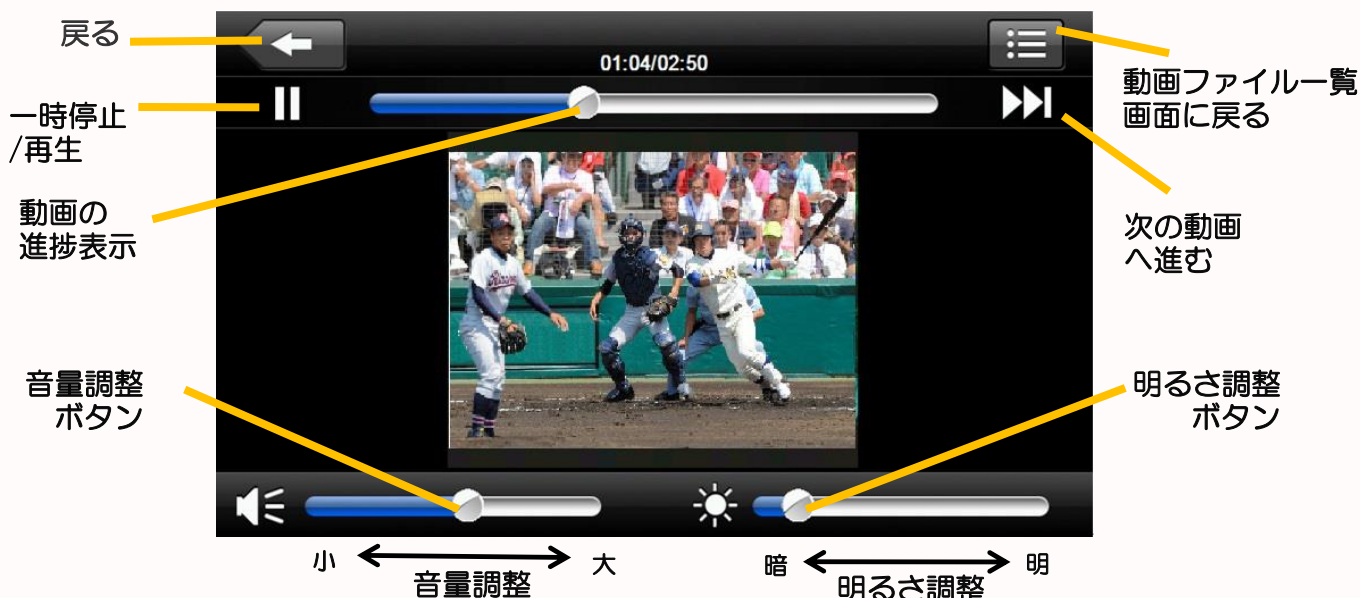 戻る
01:04/02:50
動画ファイル一覧
画面に戻る
一時停止
/再生
動画の
進捗表示
次の動画
へ進む
音量調整
ボタン
明るさ調整
ボタン
小
大
音量調整
暗
明
明るさ調整